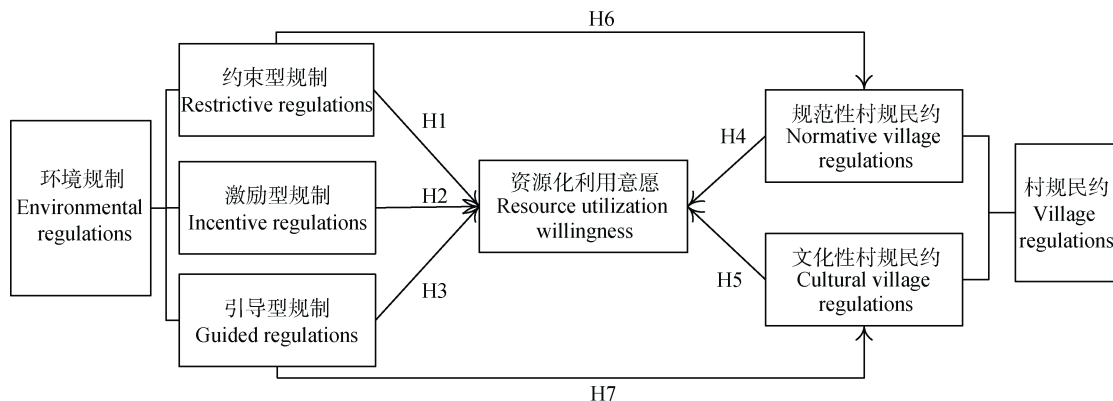 环境规制
Environmental
regulations
约束型规制
Restrictive regulations
激励型规制
Incentive regulations
引导型规制
Guided regulations
H1
H2
H3
H6
H7
资源化利用意愿
Resource utilization
willingness
H4
H5
规范性村规民约
Normative village
regulations
文化性村规民约
Cultural village
regulations
村规民约
Village
regulations